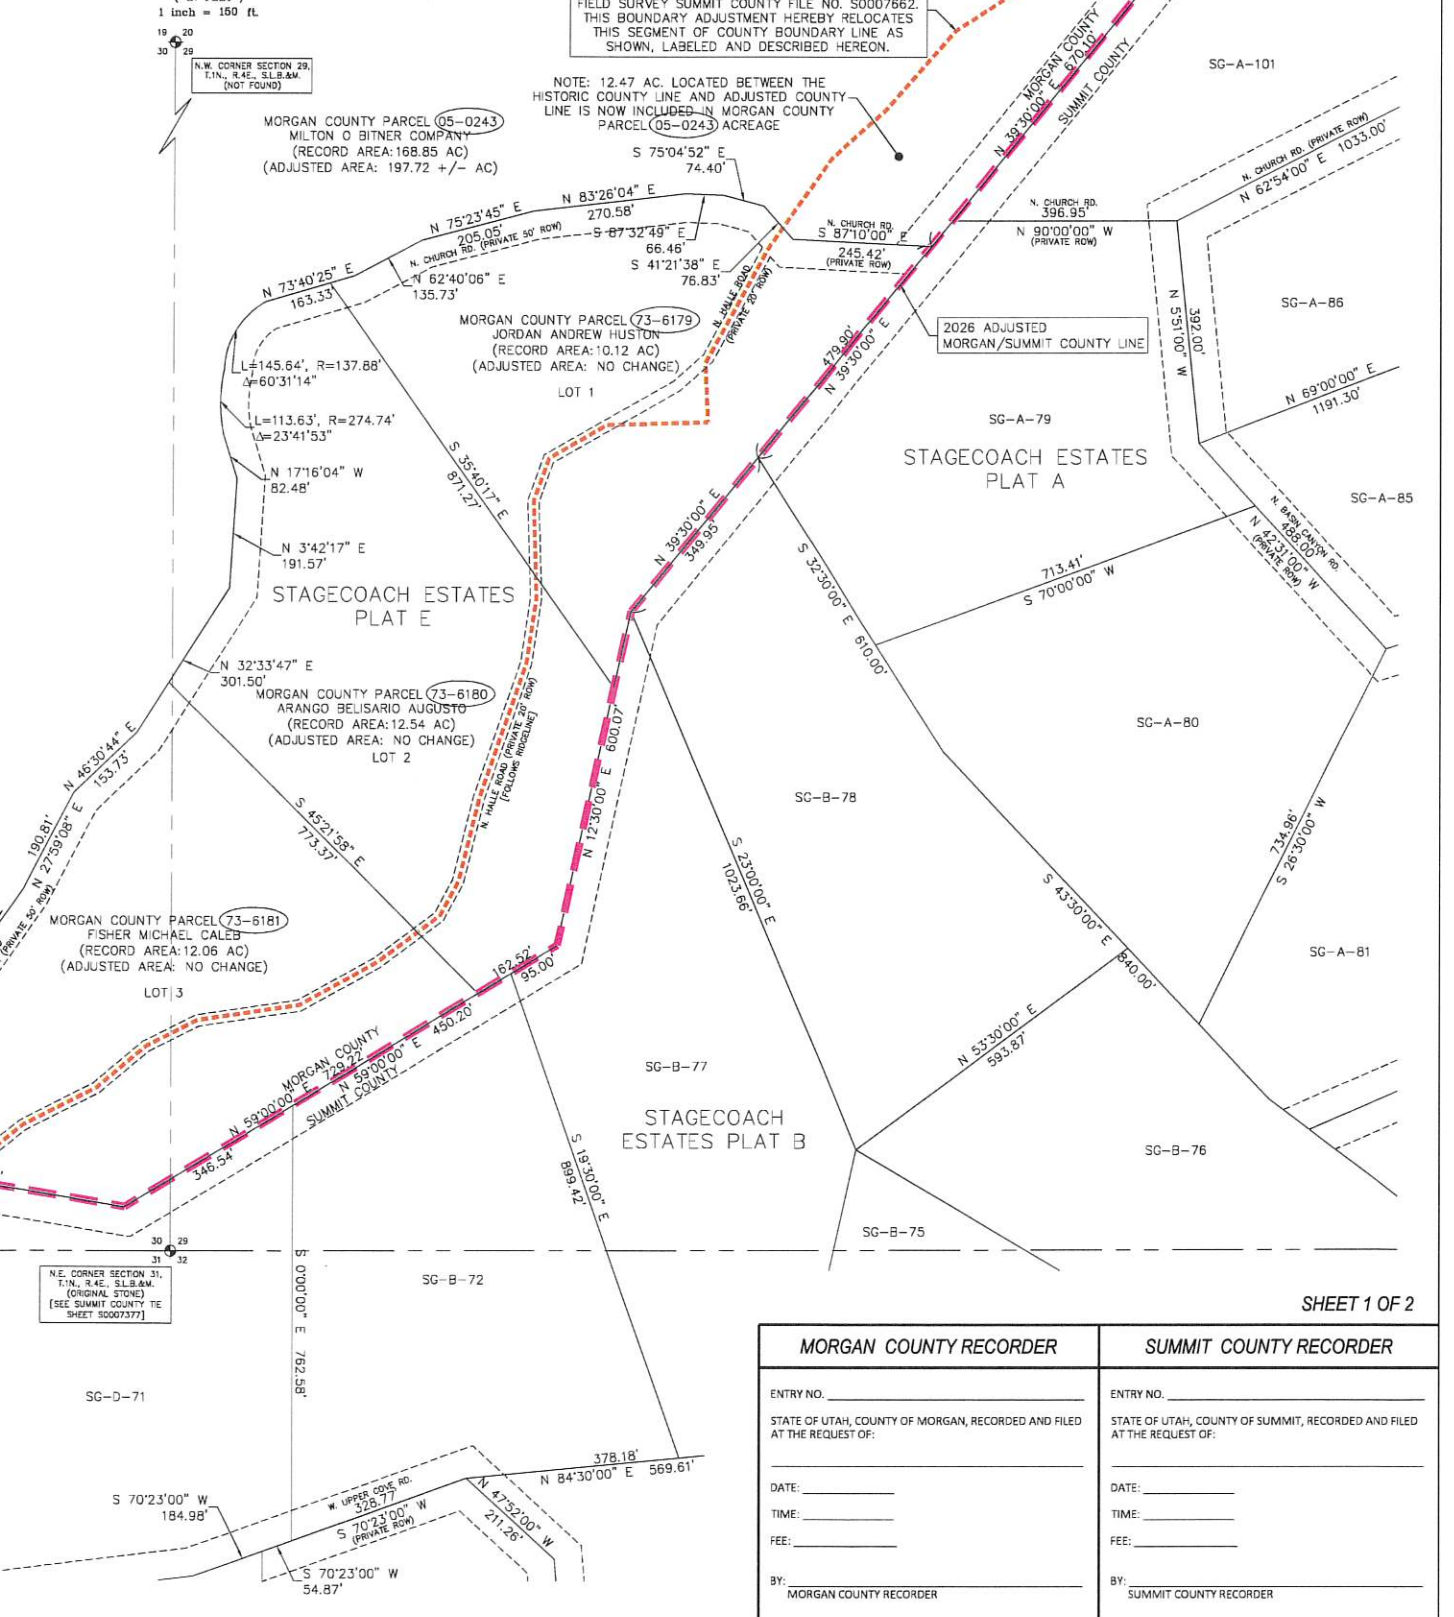 1 inch = 150 ft.
19 20
30 29
N.W. CORNER SECTION 29,
T.1N., R.4E., S.L.B.&M.
(NOT FOUND)
FIELD SURVEY SUMMIT COUNTY FILE NO. S0007662.
THIS BOUNDARY ADJUSTMENT HEREBY RELOCATES
THIS SEGMENT OF COUNTY BOUNDARY LINE AS
SHOWN, LABELED AND DESCRIBED HEREON.
NOTE: 12.47 AC. LOCATED BETWEEN THE
HISTORIC COUNTY LINE AND ADJUSTED COUNTY
LINE IS NOW INCLUDED IN MORGAN COUNTY
PARCEL 05-0243 ACREAGE
MORGAN COUNTY PARCEL 05-0243
MILTON O BITNER COMPANY
(RECORD AREA: 168.85 AC)
(ADJUSTED AREA: 197.72 +/- AC)
MORGAN COUNTY
N 39°30'00" E 670.10'
SUMMIT COUNTY
SG-A-101
N. CHURCH RD. (PRIVATE ROW)
N 62°54'00" E 1033.00'
S 75°04'52" E
74.40'
N 83°26'04" E
270.58'
N 75°23'45" E
205.05'
N. CHURCH RD. (PRIVATE 50' ROW)
S 87°32'49" E
66.46'
S 41°21'38" E
76.83'
N. CHURCH RD.
S 87°10'00" E
245.42'
(PRIVATE ROW)
N. CHURCH RD.
396.95'
N 90°00'00" W
(PRIVATE ROW)
N 73°40'25" E
163.33'
N 62°40'06" E
135.73'
N. HALLE ROAD
(PRIVATE 20' ROW)
MORGAN COUNTY PARCEL 73-6179
JORDAN ANDREW HUSTON
(RECORD AREA: 10.12 AC)
(ADJUSTED AREA: NO CHANGE)
LOT 1
479.90'
N 39°30'00" E
2026 ADJUSTED
MORGAN/SUMMIT COUNTY LINE
392.00'
N 5°51'00" W
SG-A-86
L=145.64', R=137.88'
Δ=60°31'14"
L=113.63', R=274.74'
Δ=23°41'53"
N 17°16'04" W
82.48'
N 3°42'17" E
191.57'
S 35°40'17" E
871.27'
SG-A-79
STAGECOACH ESTATES
PLAT A
N 69°00'00" E
1191.30'
SG-A-85
N. BASIN CANYON RD.
488.00'
N 42°31'00" W
(PRIVATE ROW)
N 39°30'00" E
349.95'
S 32°30'00" E 610.00'
713.41'
S 70°00'00" W
STAGECOACH ESTATES
PLAT E
N 32°33'47" E
301.50'
MORGAN COUNTY PARCEL 73-6180
ARANGO BELISARIO AUGUSTO
(RECORD AREA: 12.54 AC)
(ADJUSTED AREA: NO CHANGE)
LOT 2
N. HALLE ROAD (PRIVATE 20' ROW)
[FOLLOWS RIDGELINE]
N 12°30'00" E 600.07'
SG-A-80
SG-B-78
N 46°30'44" E
153.73'
190.81'
N 27°59'08" E
(PRIVATE 50' ROW)
S 45°21'58" E
773.37'
S 23°00'00" E
1023.66'
734.96'
S 26°30'00" W
S 43°30'00" E 840.00'
SG-A-81
MORGAN COUNTY PARCEL 73-6181
FISHER MICHAEL CALEB
(RECORD AREA: 12.06 AC)
(ADJUSTED AREA: NO CHANGE)
LOT 3
162.52'
95.00'
MORGAN COUNTY
N 59°00'00" E 729.22'
N 59°00'00" E 450.20'
SUMMIT COUNTY
346.54'
N 53°30'00" E
593.87'
SG-B-77
STAGECOACH
ESTATES PLAT B
SG-B-76
S 19°30'00" E
899.42'
SG-B-75
30 29
31 32
N.E. CORNER SECTION 31,
T.1N., R.4E., S.L.B.&M.
(ORIGINAL STONE)
[SEE SUMMIT COUNTY TIE
SHEET S0007377]
S 0°00'00" E 762.58'
SG-B-72
SG-D-71
378.18'
N 84°30'00" E 569.61'
W. UPPER COVE RD.
328.77'
S 70°23'00" W
(PRIVATE ROW)
N 47°52'00" W
211.26'
S 70°23'00" W
184.98'
S 70°23'00" W
54.87'
SHEET 1 OF 2
MORGAN COUNTY RECORDER
ENTRY NO.
STATE OF UTAH, COUNTY OF MORGAN, RECORDED AND FILED
AT THE REQUEST OF:
DATE:
TIME:
FEE:
BY:
MORGAN COUNTY RECORDER
SUMMIT COUNTY RECORDER
ENTRY NO.
STATE OF UTAH, COUNTY OF SUMMIT, RECORDED AND FILED
AT THE REQUEST OF:
DATE:
TIME:
FEE:
BY:
SUMMIT COUNTY RECORDER